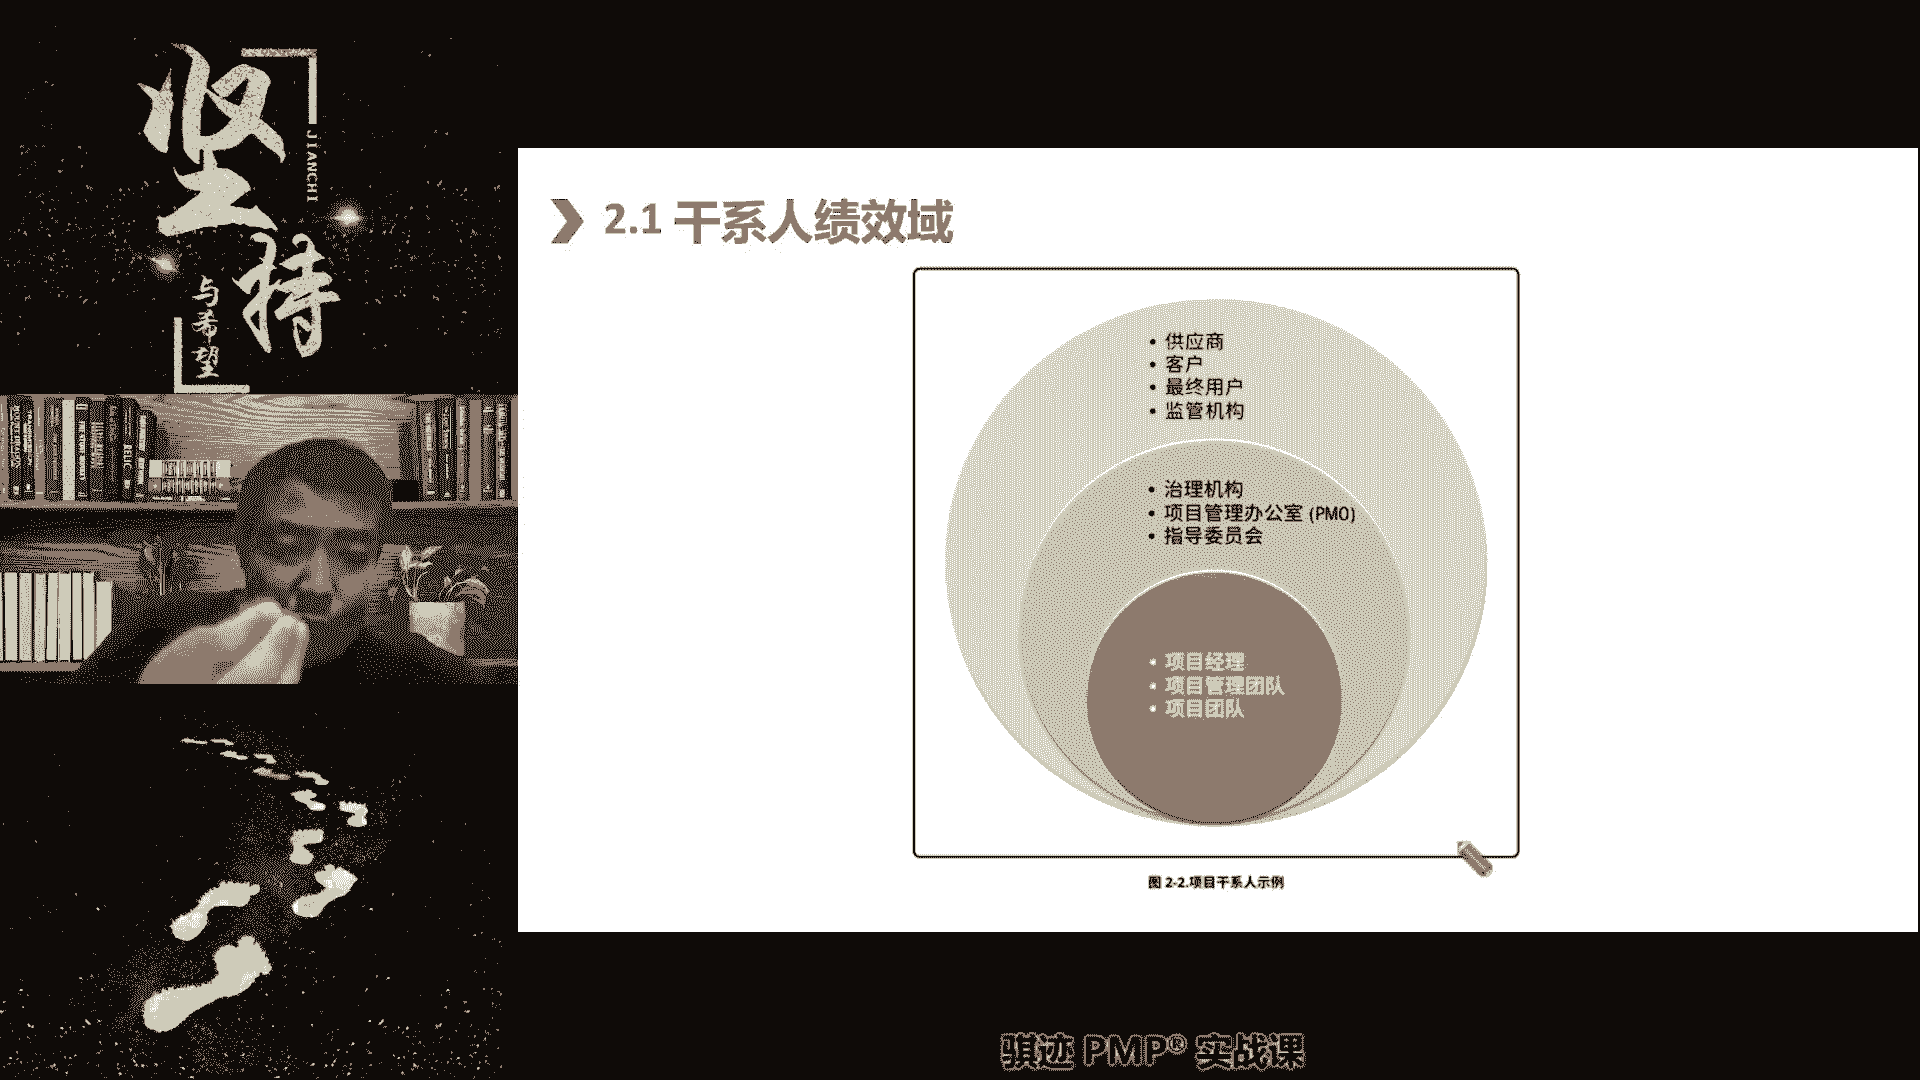 坚持
JIANCHI
与希望
2.1 干系人绩效域
• 供应商
• 客户
• 最终用户
• 监管机构
• 治理机构
• 项目管理办公室 (PMO)
• 指导委员会
• 项目经理
• 项目管理团队
• 项目团队
图 2-2.项目干系人示例
骐迹 PMP® 实战课